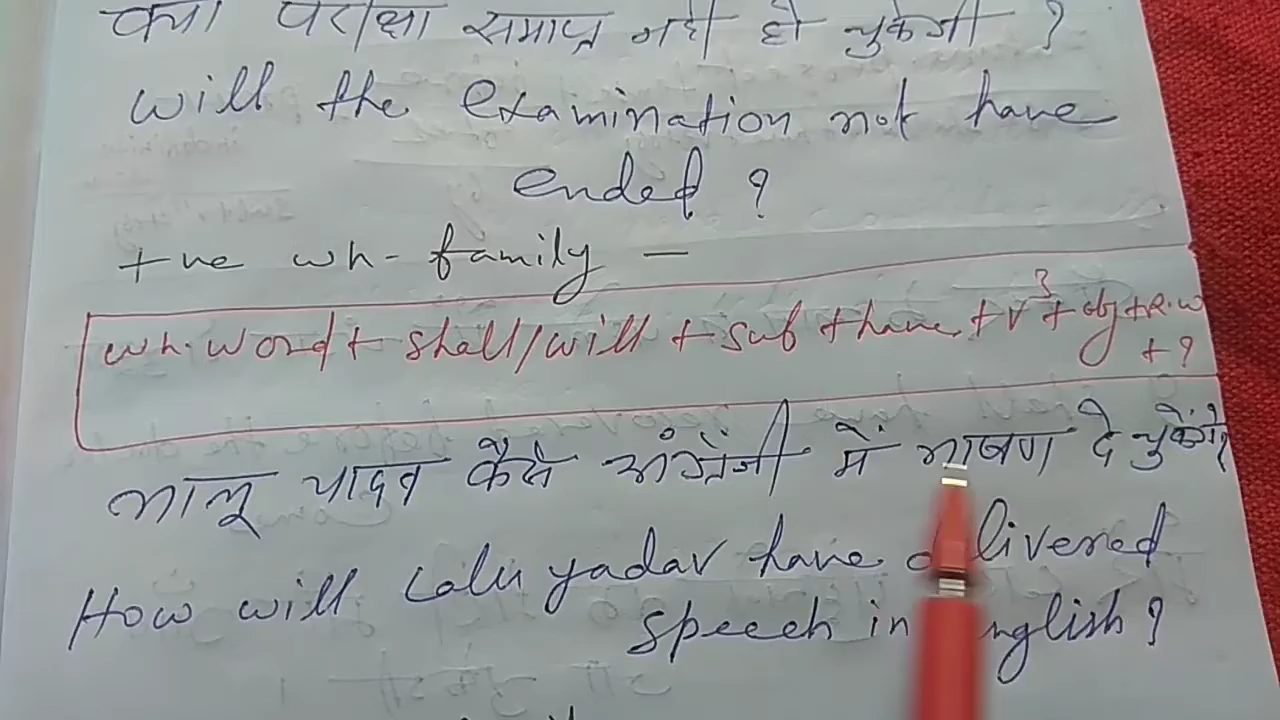 क्या परीक्षा समाप्त नहीं हो चुकेगी ?
will the examination not have
ended ?
+ve wh- family –
wh.word + shall/will + sub + have + v³ + obj + R.w
+ ?
लालू यादव कैसे अंग्रेजी में भाषण दे चुकेंगे?
How will Lalu yadav have delivered
speech in English ?